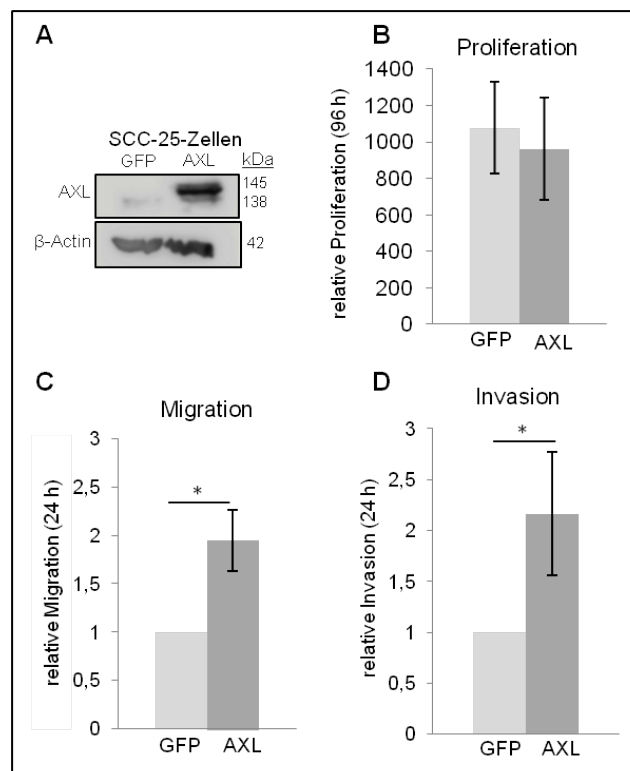 A
SCC-25-Zellen
GFP AXL kDa
AXL
145
138
β-Actin
42
B
Proliferation
relative Proliferation (96 h)
1400
1200
1000
800
600
400
200
0
GFP AXL
C
Migration
relative Migration (24 h)
3
2,5
2
1,5
1
0,5
0
*
GFP AXL
D
Invasion
relative Invasion (24 h)
3
2,5
2
1,5
1
0,5
0
*
GFP AXL